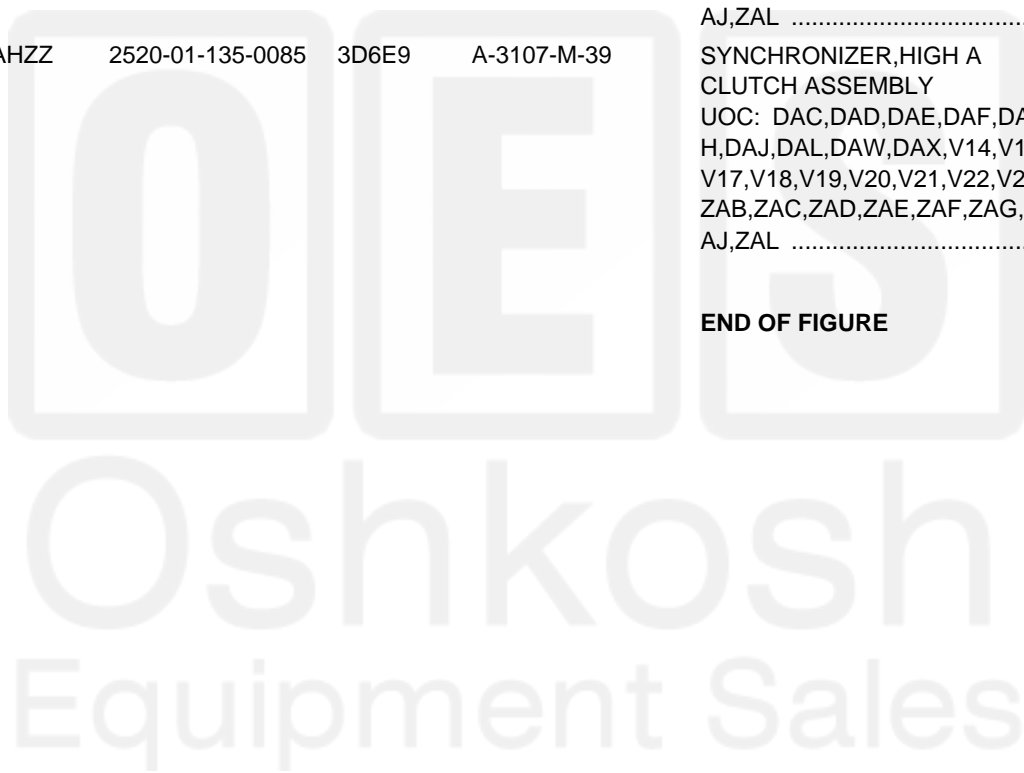 AJ,ZAL ....................................
AHZZ 2520-01-135-0085 3D6E9 A-3107-M-39 SYNCHRONIZER,HIGH A
CLUTCH ASSEMBLY
UOC: DAC,DAD,DAE,DAF,DA
H,DAJ,DAL,DAW,DAX,V14,V1
V17,V18,V19,V20,V21,V22,V2
ZAB,ZAC,ZAD,ZAE,ZAF,ZAG,
AJ,ZAL ....................................
END OF FIGURE
OES
Oshkosh
Equipment Sales